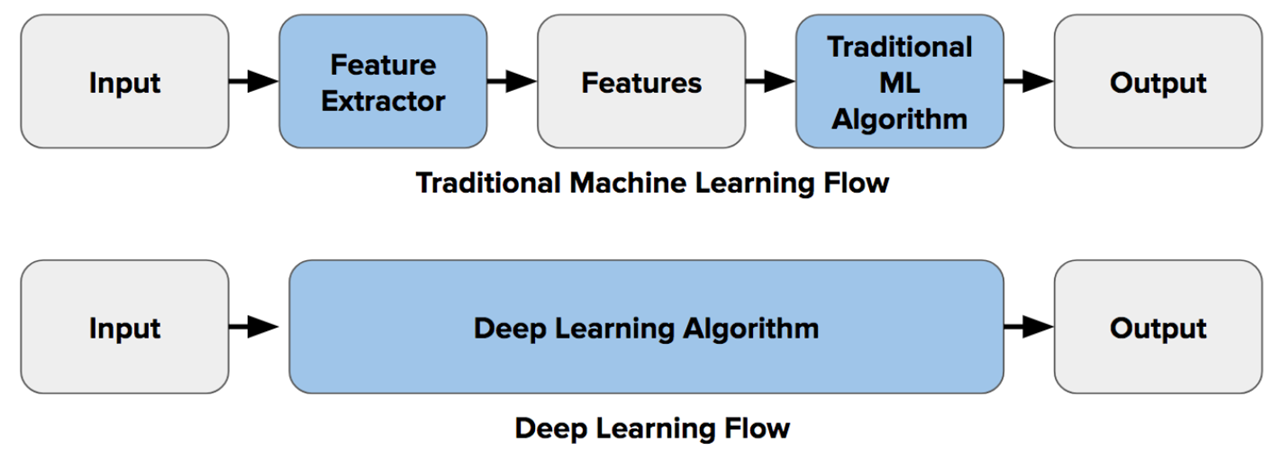 Input
Feature
Extractor
Features
Traditional
ML
Algorithm
Output
Traditional Machine Learning Flow
Input
Deep Learning Algorithm
Output
Deep Learning Flow